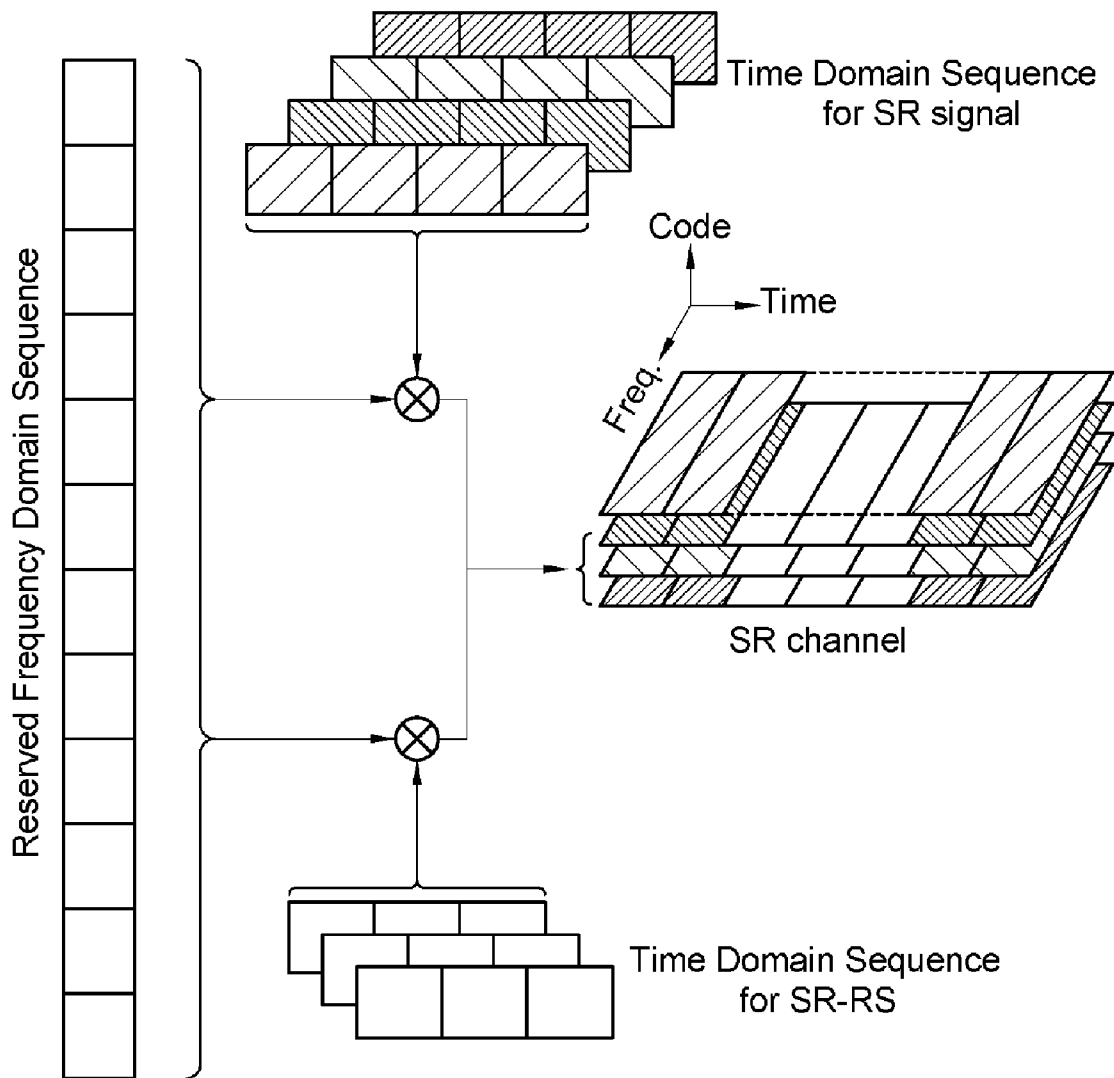 Reserved Frequency Domain Sequence
Time Domain Sequence
for SR signal
Code
Time
Freq.
SR channel
Time Domain Sequence
for SR-RS